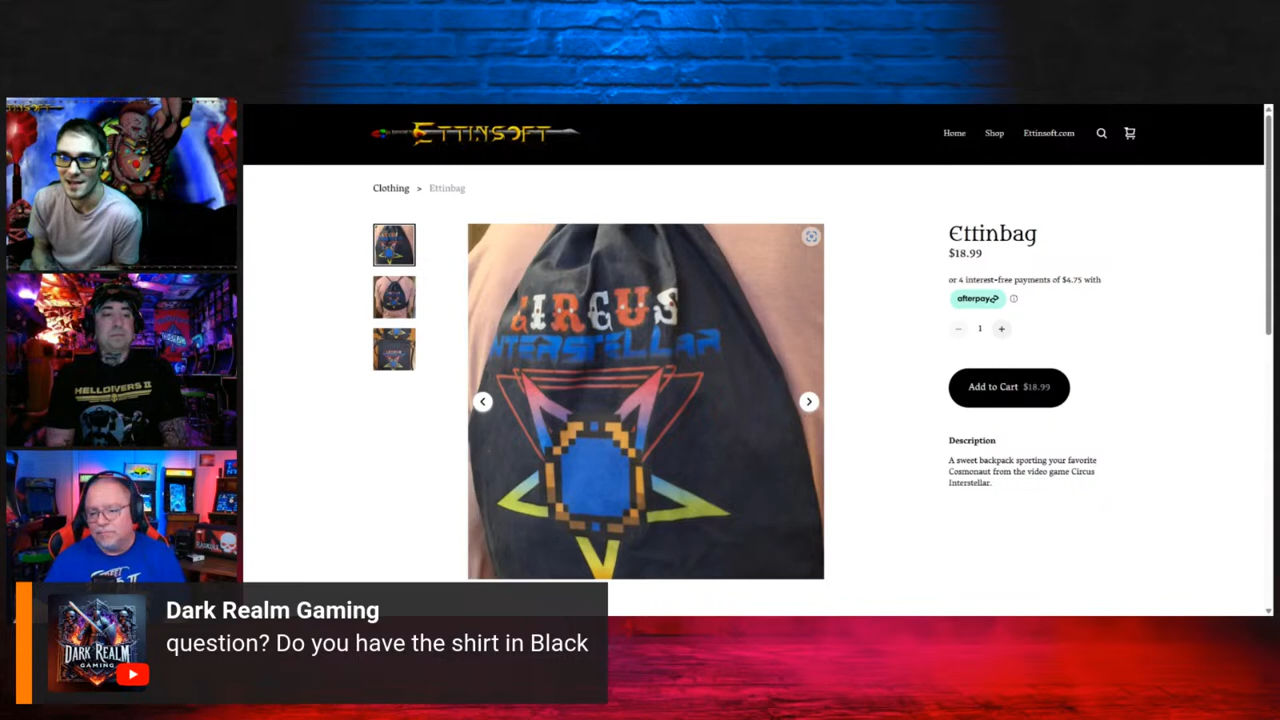 ETTINSOFT
Home
Shop
Ettinsoft.com
Clothing > Ettinbag
CIRCUS
INTERSTELLAR
Ettinbag
$18.99
or 4 interest-free payments of $4.75 with
afterpay
− 1 +
Add to Cart $18.99
Description
A sweet backpack sporting your favorite
Cosmonaut from the video game Circus
Interstellar.
HELLDIVERS II
DARK REALM
GAMING
Dark Realm Gaming
question? Do you have the shirt in Black